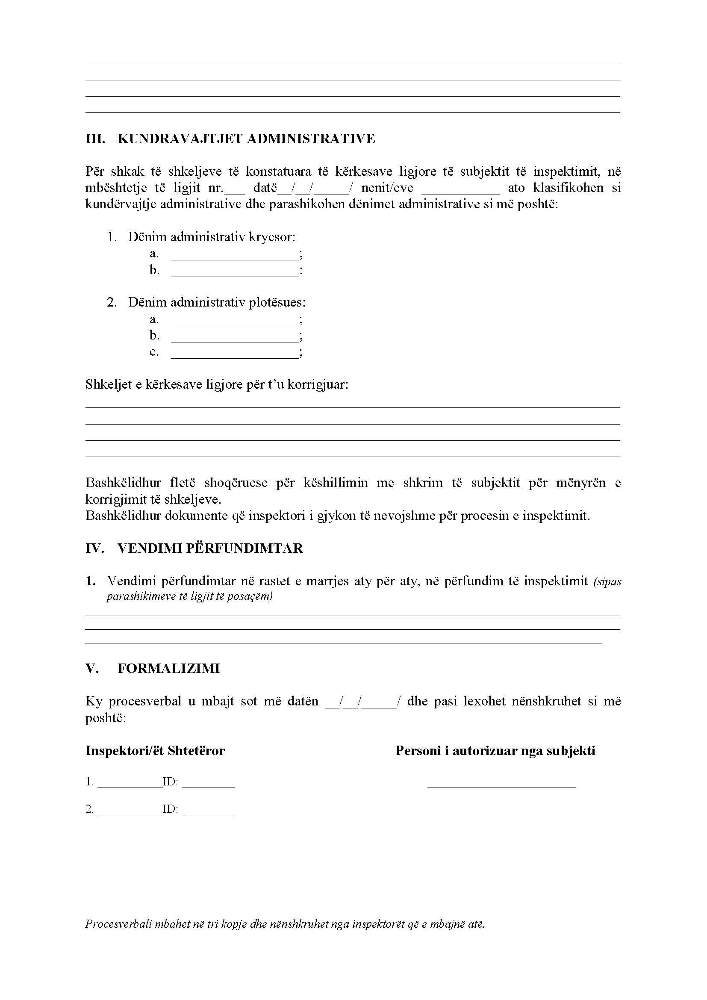 III. KUNDRAVAJTJET ADMINISTRATIVE
Për shkak të shkeljeve të konstatuara të kërkesave ligjore të subjektit të inspektimit, në
mbështetje të ligjit nr.___ datë__/__/_____/ nenit/eve ___________ ato klasifikohen si
kundërvajtje administrative dhe parashikohen dënimet administrative si më poshtë:
1. Dënim administrativ kryesor:
a. __________________;
b. __________________:
2. Dënim administrativ plotësues:
a. __________________;
b. __________________;
c. __________________;
Shkeljet e kërkesave ligjore për t’u korrigjuar:
Bashkëlidhur fletë shoqëruese për këshillimin me shkrim të subjektit për mënyrën e
korrigjimit të shkeljeve.
Bashkëlidhur dokumente që inspektori i gjykon të nevojshme për procesin e inspektimit.
IV. VENDIMI PËRFUNDIMTAR
1. Vendimi përfundimtar në rastet e marrjes aty për aty, në përfundim të inspektimit (sipas
parashikimeve të ligjit të posaçëm)
V. FORMALIZIMI
Ky procesverbal u mbajt sot më datën __/__/_____/ dhe pasi lexohet nënshkruhet si më
poshtë:
Inspektori/ët Shtetëror Personi i autorizuar nga subjekti
1. ___________ID: _________ _________________________
2. ___________ID: _________
Procesverbali mbahet në tri kopje dhe nënshkruhet nga inspektorët që e mbajnë atë.